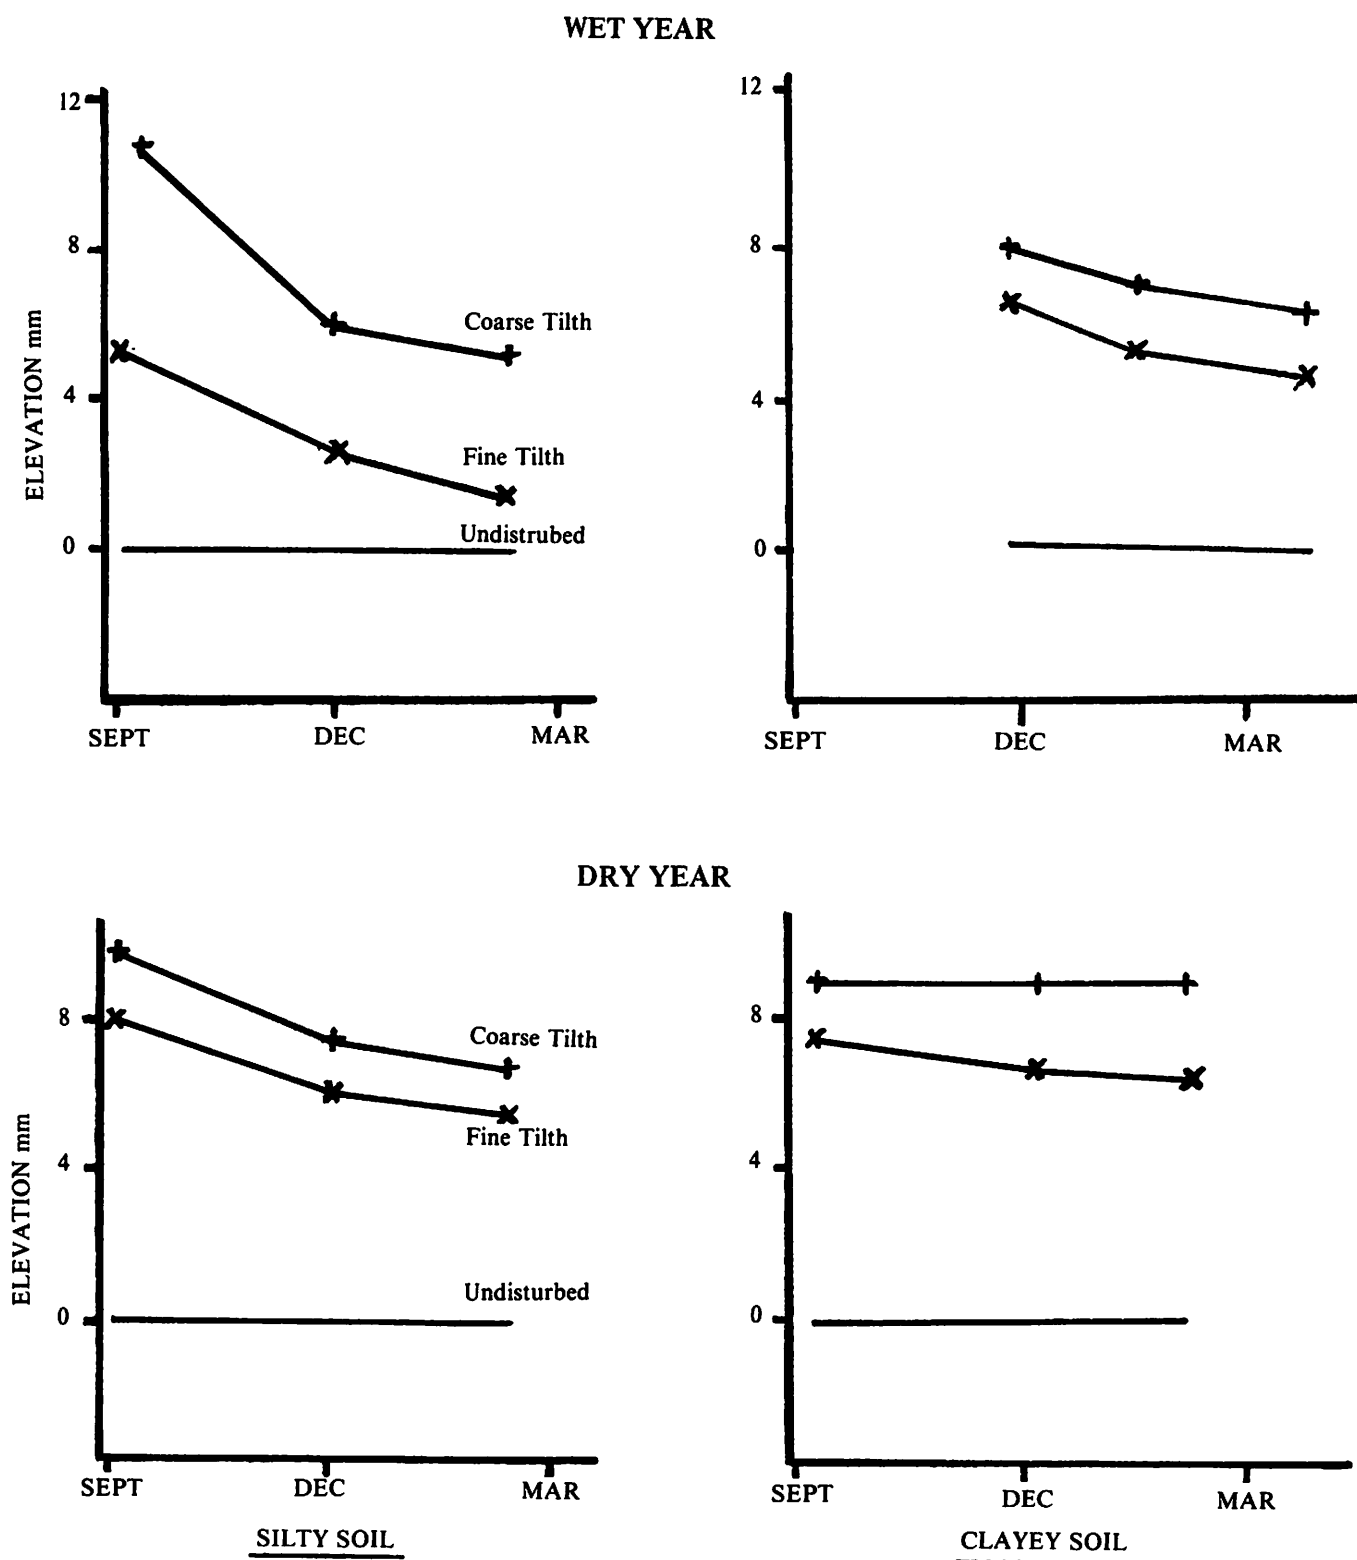 WET YEAR
12
8
4
0
ELEVATION mm
Coarse Tilth
Fine Tilth
Undistrubed
SEPT DEC MAR
12
8
4
0
SEPT DEC MAR
DRY YEAR
8
4
0
ELEVATION mm
Coarse Tilth
Fine Tilth
Undisturbed
SEPT DEC MAR
SILTY SOIL
8
4
0
SEPT DEC MAR
CLAYEY SOIL